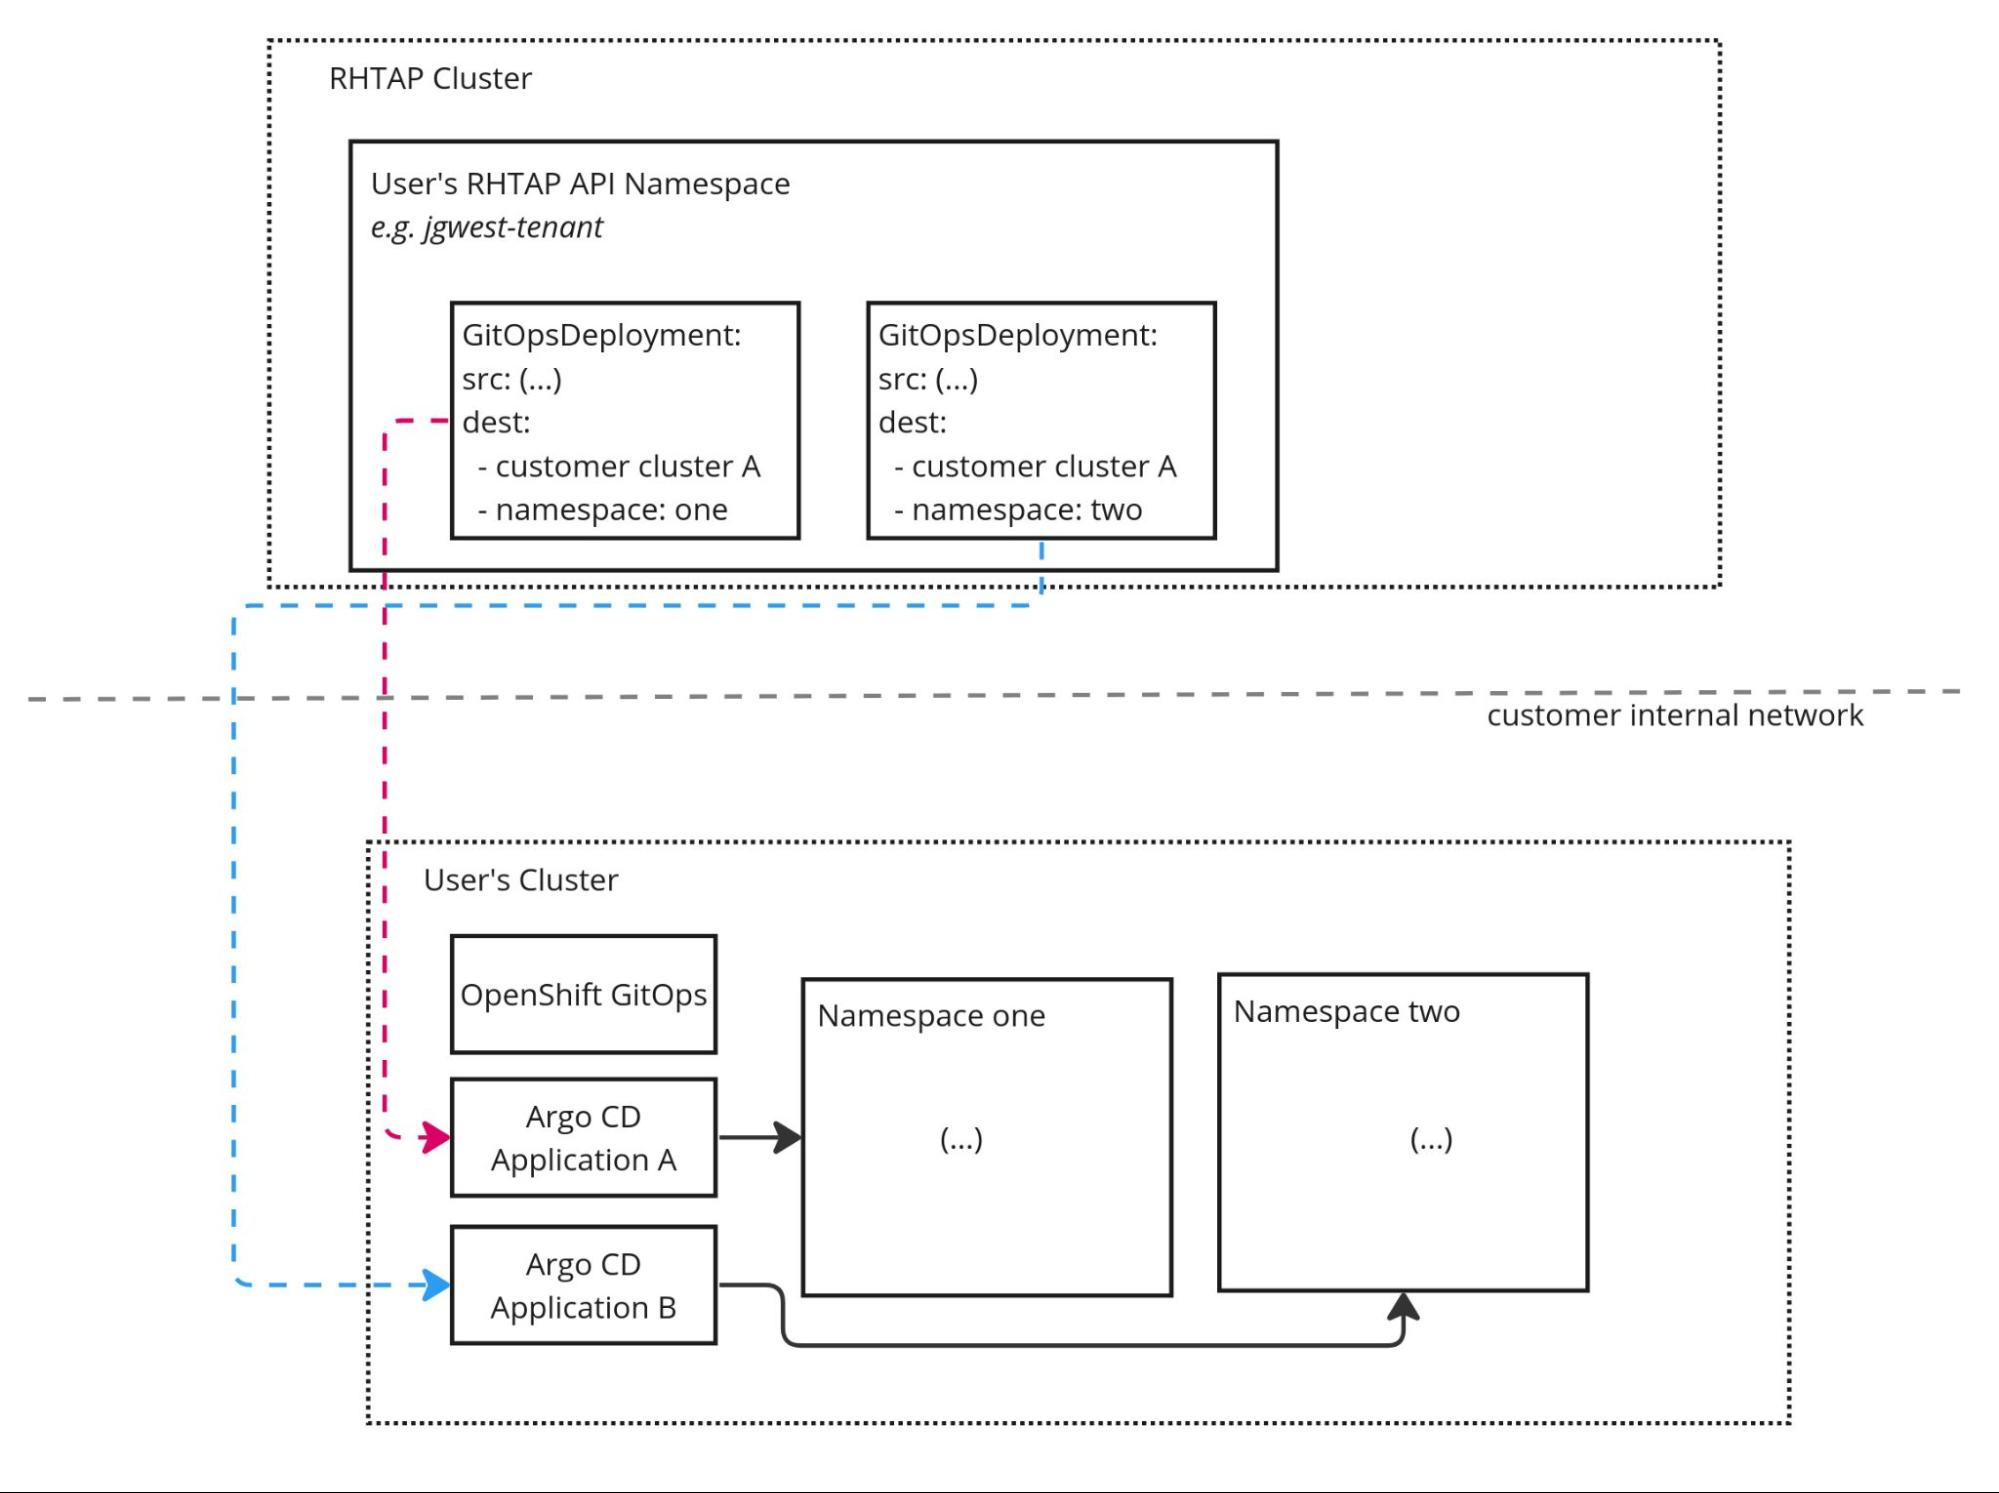 RHTAP Cluster
User's RHTAP API Namespace
e.g. jgwest-tenant
GitOpsDeployment:
src: (...)
dest:
- customer cluster A
- namespace: one
GitOpsDeployment:
src: (...)
dest:
- customer cluster A
- namespace: two
customer internal network
User's Cluster
OpenShift GitOps
Argo CD
Application A
Argo CD
Application B
Namespace one
(...)
Namespace two
(...)